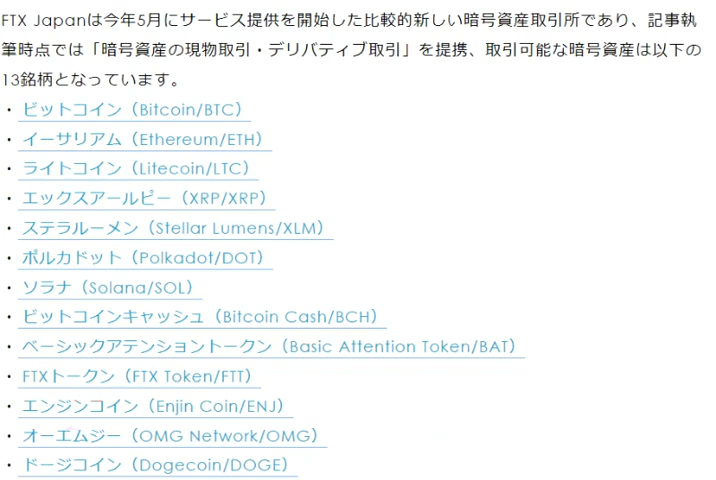 FTX Japanは今年5月にサービス提供を開始した比較的新しい暗号資産取引所であり、記事執
筆時点では「暗号資産の現物取引・デリバティブ取引」を提携、取引可能な暗号資産は以下の
13銘柄となっています。
・ビットコイン（Bitcoin/BTC）
・イーサリアム（Ethereum/ETH）
・ライトコイン（Litecoin/LTC）
・エックスアールピー（XRP/XRP）
・ステラルーメン（Stellar Lumens/XLM）
・ポルカドット（Polkadot/DOT）
・ソラナ（Solana/SOL）
・ビットコインキャッシュ（Bitcoin Cash/BCH）
・ベーシックアテンショントークン（Basic Attention Token/BAT）
・FTXトークン（FTX Token/FTT）
・エンジンコイン（Enjin Coin/ENJ）
・オーエムジー（OMG Network/OMG）
・ドージコイン（Dogecoin/DOGE）